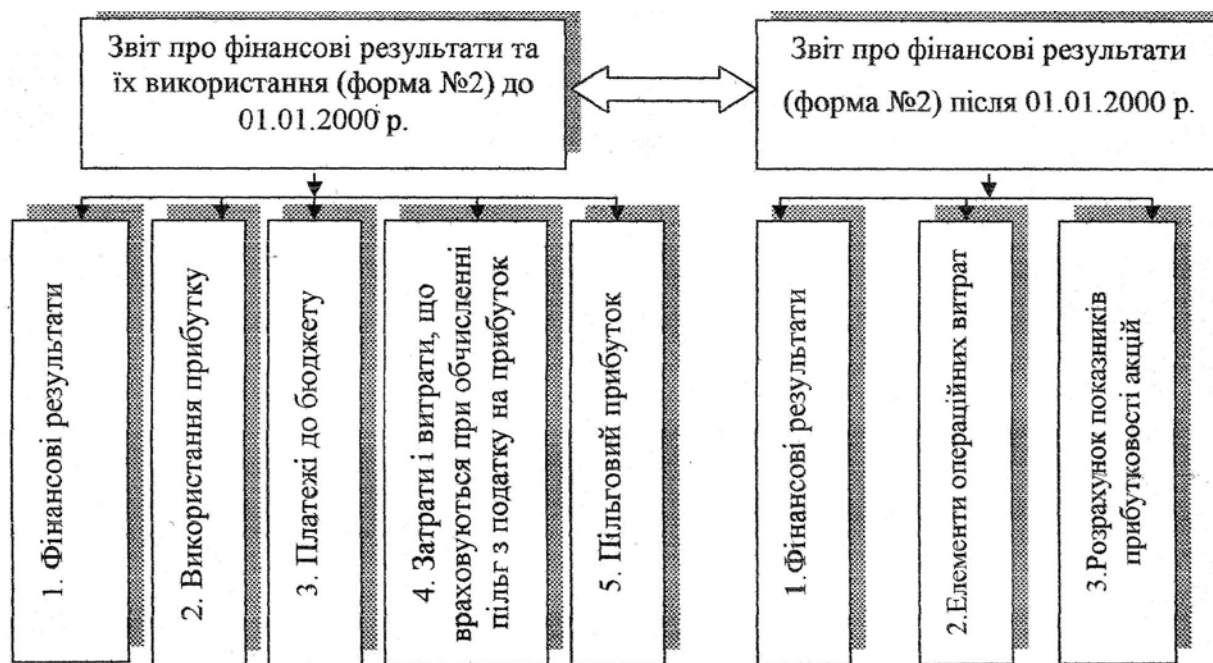 Звіт про фінансові результати та
їх використання (форма №2) до
01.01.2000 р.
Звіт про фінансові результати
(форма №2) після 01.01.2000 р.
1. Фінансові результати
2. Використання прибутку
3. Платежі до бюджету
4. Затрати і витрати, що
враховуються при обчисленні
пільг з податку на прибуток
5. Пільговий прибуток
1.Фінансові результати
2.Елементи операційних витрат
3.Розрахунок показників
прибутковості акцій